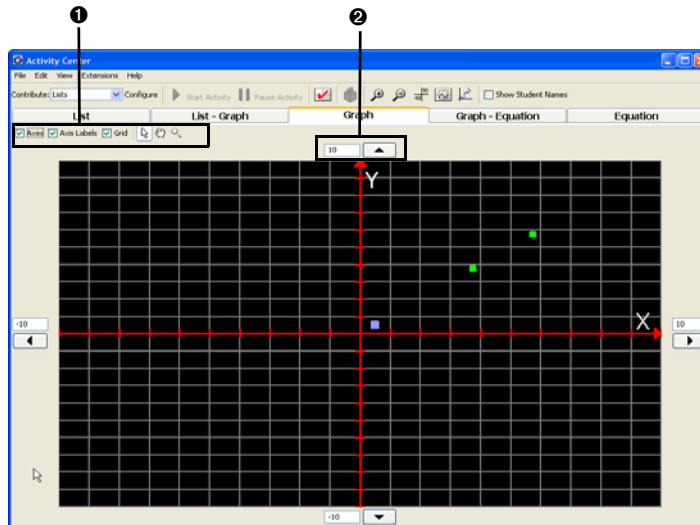 ❶ ❷
Activity Center
File Edit View Extensions Help
Contribute: Lists Configure Start Activity Pause Activity Show Student Names
List List - Graph Graph Graph - Equation Equation
Axes Axis Labels Grid
10
Y
-10 X 10
-10